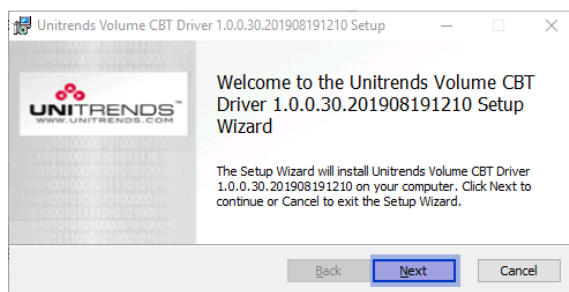 Unitrends Volume CBT Driver 1.0.0.30.201908191210 Setup
UNITRENDS™
WWW.UNITRENDS.COM
Welcome to the Unitrends Volume CBT
Driver 1.0.0.30.201908191210 Setup
Wizard
The Setup Wizard will install Unitrends Volume CBT Driver
1.0.0.30.201908191210 on your computer. Click Next to
continue or Cancel to exit the Setup Wizard.
Back Next Cancel